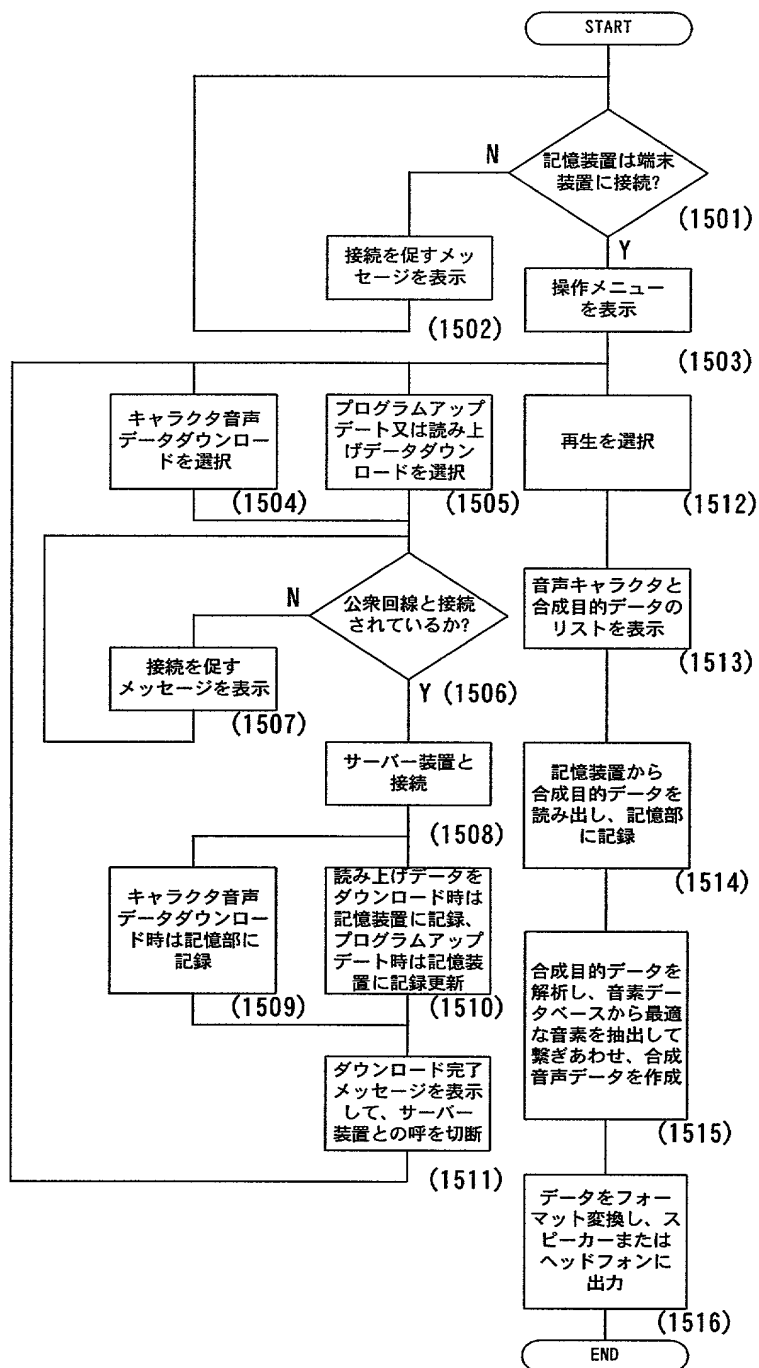 START
記憶装置は端末
装置に接続?
N
(1501)
Y
接続を促すメッ
セージを表示
(1502)
操作メニュー
を表示
(1503)
キャラクタ音声
データダウンロー
ドを選択
(1504)
プログラムアップ
デート又は読み上
げデータダウン
ロードを選択
(1505)
再生を選択
(1512)
公衆回線と接続
されているか?
N
Y (1506)
接続を促す
メッセージを表示
(1507)
音声キャラクタと
合成目的データの
リストを表示
(1513)
サーバー装置と
接続
(1508)
記憶装置から
合成目的データを
読み出し、記憶部
に記録
(1514)
キャラクタ音声
データダウンロー
ド時は記憶部に
記録
(1509)
読み上げデータを
ダウンロード時は
記憶装置に記録、
プログラムアップ
デート時は記憶装
置に記録更新
(1510)
合成目的データを
解析し、音素デー
タベースから最適
な音素を抽出して
繋ぎあわせ、合成
音声データを作成
(1515)
ダウンロード完了
メッセージを表示
して、サーバー
装置との呼を切断
(1511)
データをフォー
マット変換し、ス
ピーカーまたは
ヘッドフォンに
出力
(1516)
END